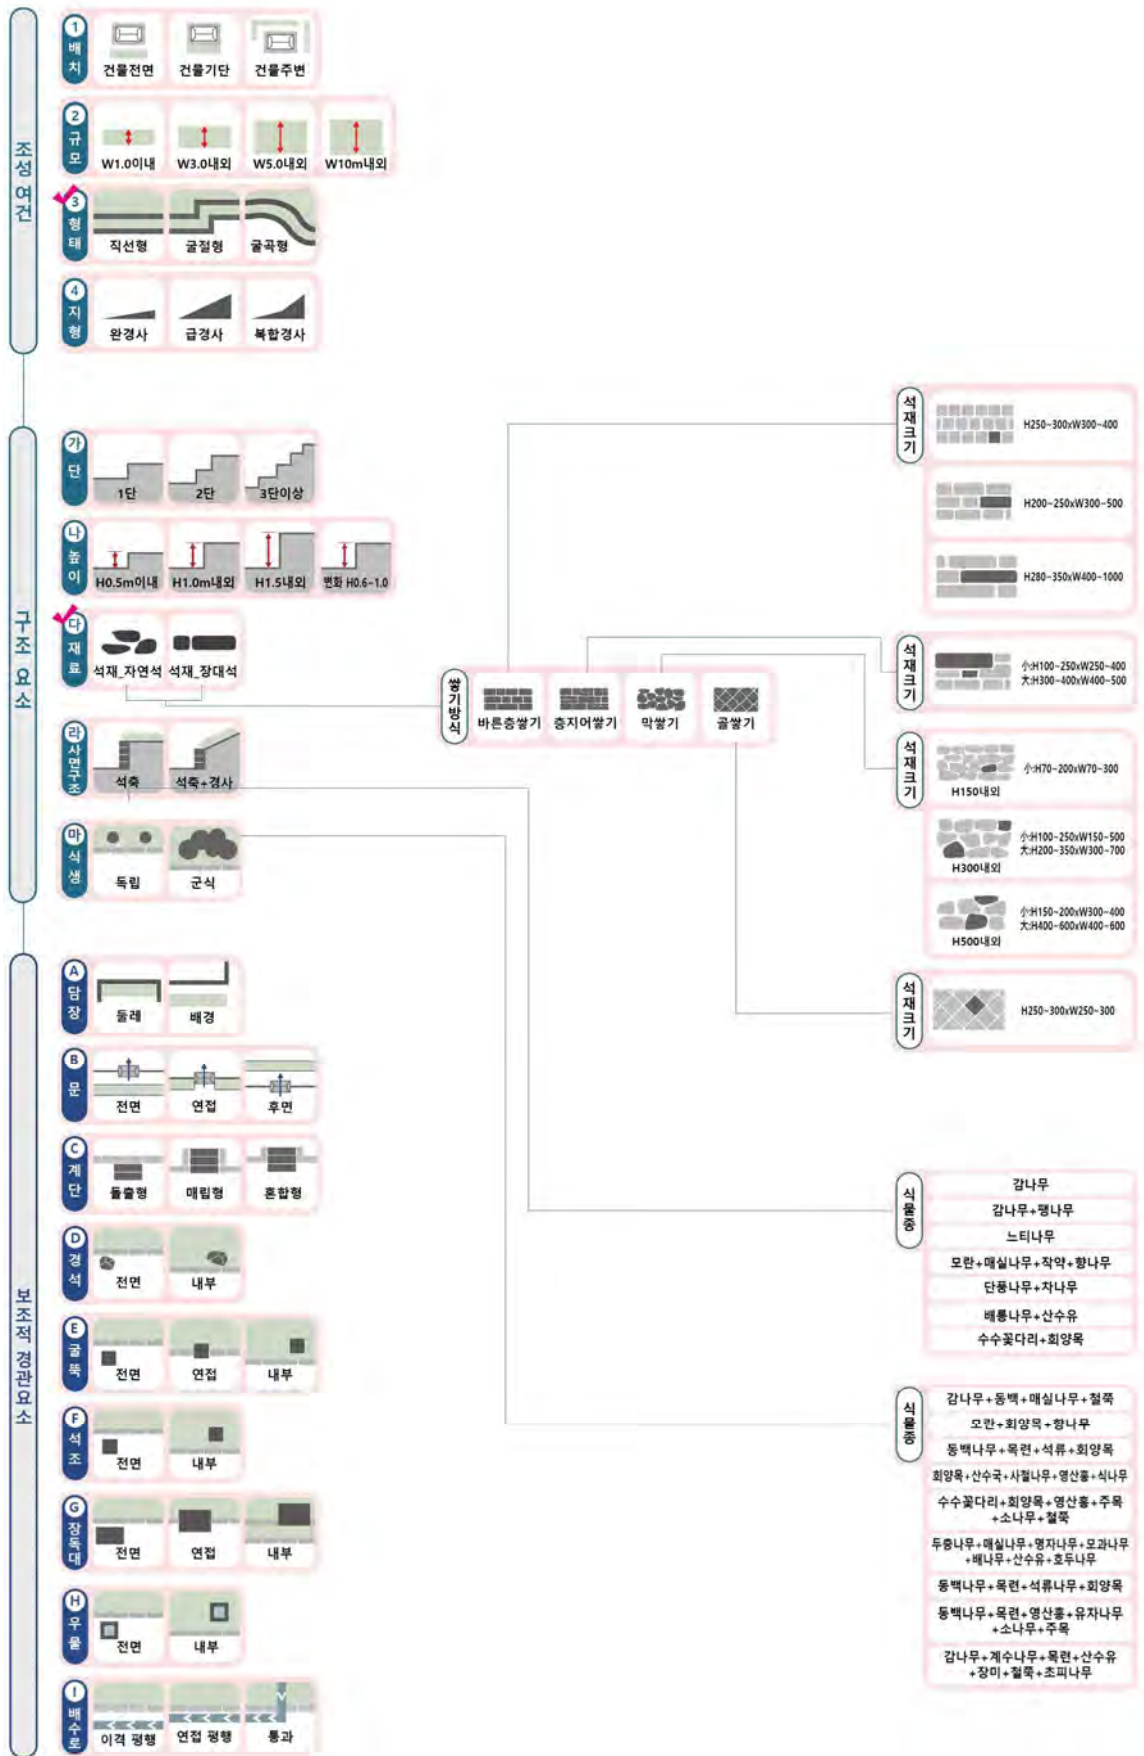 조성 여건
1 배치
건물전면 건물기단 건물주변
2 규모
W1.0이내 W3.0내외 W5.0내외 W10m내외
3 형태
직선형 굴절형 굴곡형
4 지형
완경사 급경사 복합경사
구조 요소
가 단
1단 2단 3단이상
나 높이
H0.5m이내 H1.0m내외 H1.5내외 변화 H0.6~1.0
다 재료
석재_자연석 석재_장대석
라 사면구조
석축 석축+경사
마 식생
독립 군식
쌓기방식
바른층쌓기 층지어쌓기 막쌓기 골쌓기
석재크기
H250~300xW300~400
H200~250xW300~500
H280~350xW400~1000
석재크기
小:H100~250xW250~400
大:H300~400xW400~500
석재크기
小:H70~200xW70~300
H150내외
小:H100~250xW150~500
大:H200~350xW300~700
H300내외
小:H150~200xW300~400
大:H400~600xW400~600
H500내외
석재크기
H250~300xW250~300
보조적 경관요소
A 담장
둘레 배경
B 문
전면 연접 후면
C 계단
돌출형 매립형 혼합형
D 경석
전면 내부
E 굴뚝
전면 연접 내부
F 석조
전면 내부
G 장독대
전면 연접 내부
H 우물
전면 내부
I 배수로
이격 평행 연접 평행 통과
식물종
감나무
감나무+팽나무
느티나무
모란+매실나무+작약+향나무
단풍나무+차나무
배롱나무+산수유
수수꽃다리+회양목
식물종
감나무+동백+매실나무+철쭉
모란+회양목+향나무
동백나무+목련+석류+회양목
회양목+산수국+사철나무+영산홍+식나무
수수꽃다리+회양목+영산홍+주목
+소나무+철쭉
두충나무+매실나무+명자나무+모과나무
+배나무+산수유+호두나무
동백나무+목련+석류나무+회양목
동백나무+목련+영산홍+유자나무
+소나무+주목
감나무+계수나무+목련+산수유
+장미+철쭉+초피나무